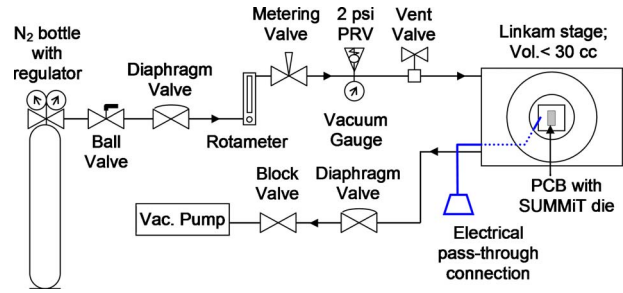 N₂ bottle
with
regulator
Ball
Valve
Diaphragm
Valve
Rotameter
Metering
Valve
2 psi
PRV
Vacuum
Gauge
Vent
Valve
Linkam stage;
Vol.< 30 cc
PCB with
SUMMiT die
Electrical
pass-through
connection
Diaphragm
Valve
Block
Valve
Vac. Pump